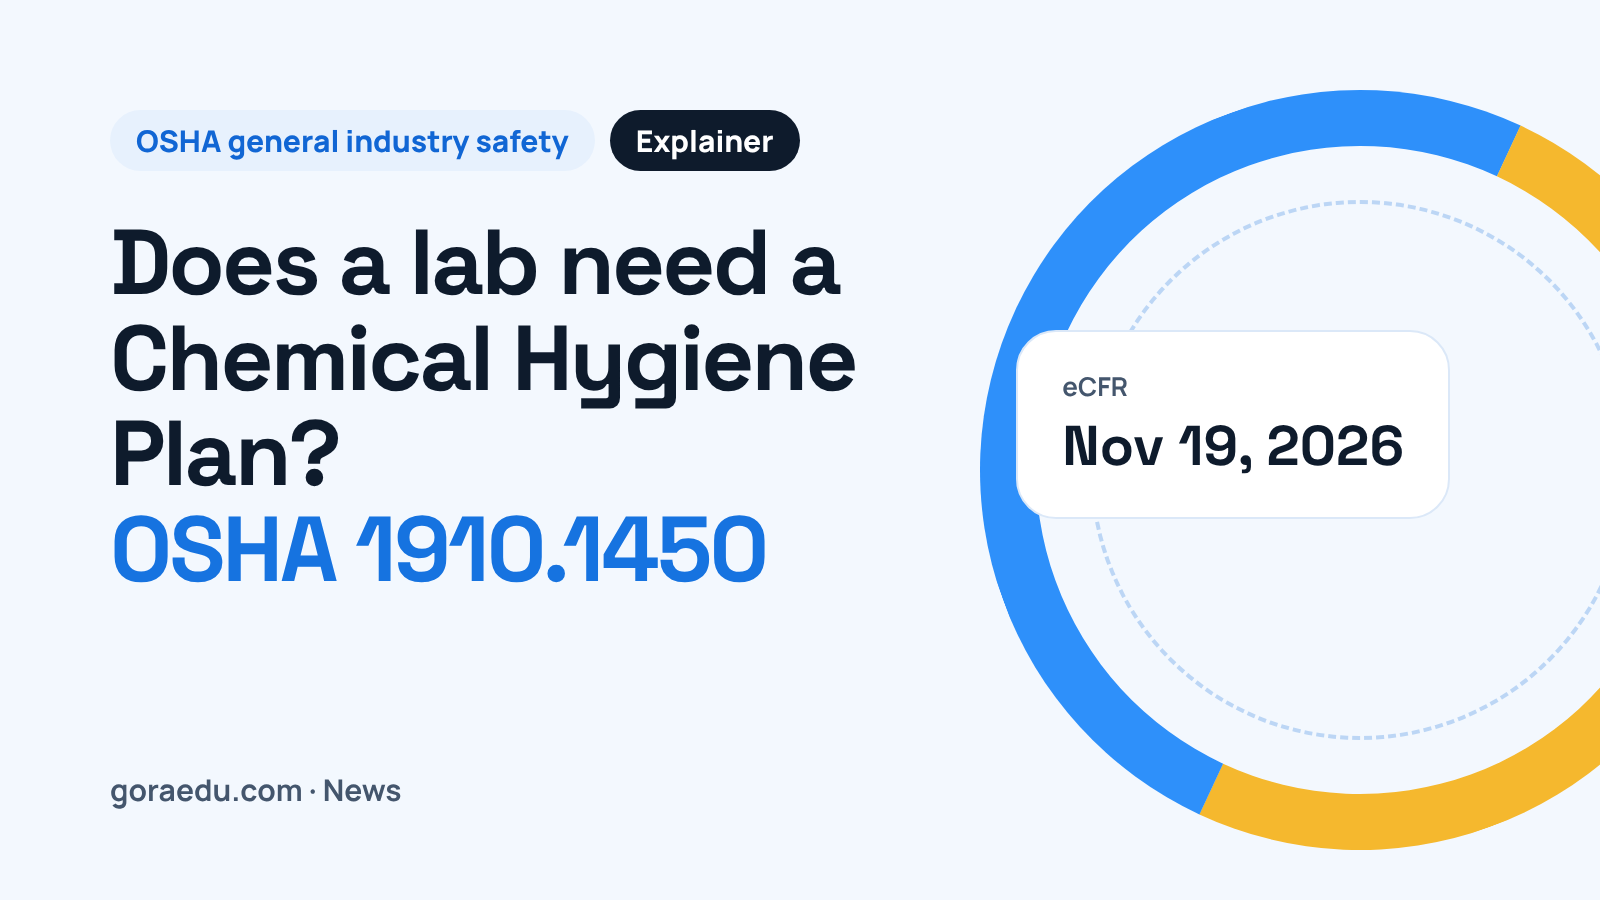 OSHA general industry safety
Explainer
Does a lab need a
Chemical Hygiene
Plan?
OSHA 1910.1450
eCFR
Nov 19, 2026
goraedu.com · News